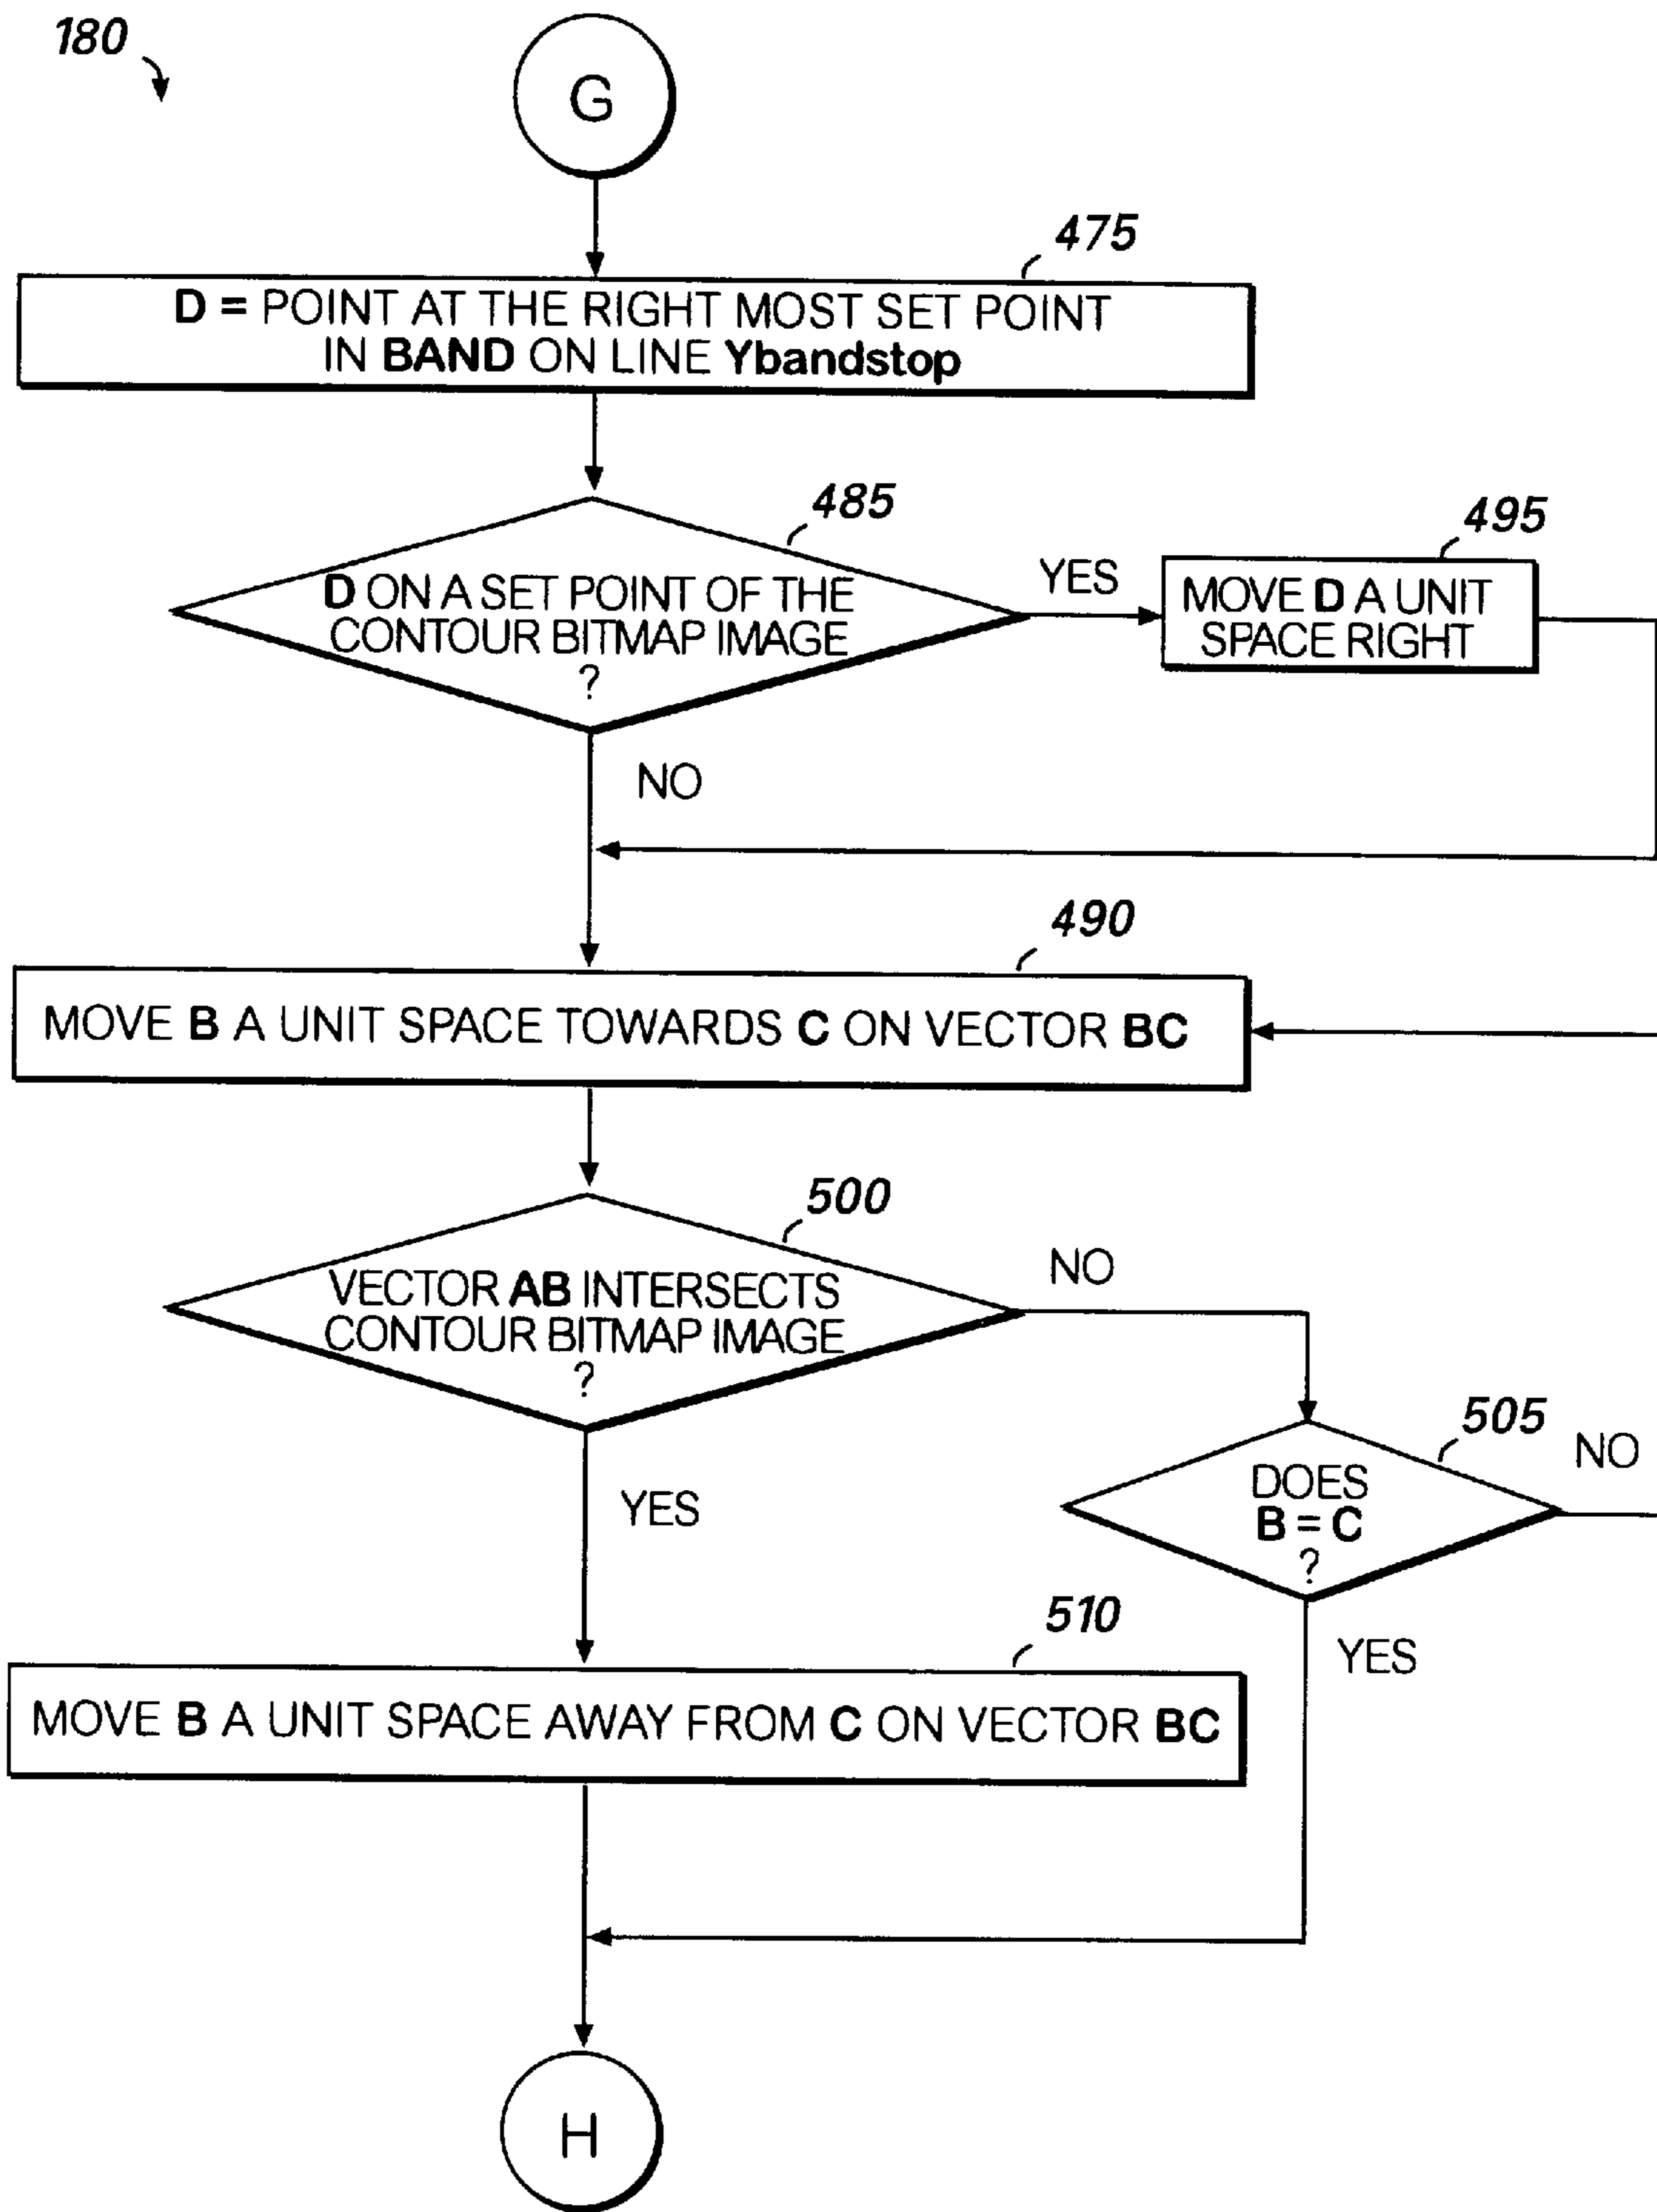 180
G
475
D = POINT AT THE RIGHT MOST SET POINT
IN BAND ON LINE Ybandstop
485
D ON A SET POINT OF THE
CONTOUR BITMAP IMAGE
?
YES
495
MOVE D A UNIT
SPACE RIGHT
NO
490
MOVE B A UNIT SPACE TOWARDS C ON VECTOR BC
500
VECTOR AB INTERSECTS
CONTOUR BITMAP IMAGE
?
NO
505
DOES
B = C
?
NO
YES
YES
510
MOVE B A UNIT SPACE AWAY FROM C ON VECTOR BC
H